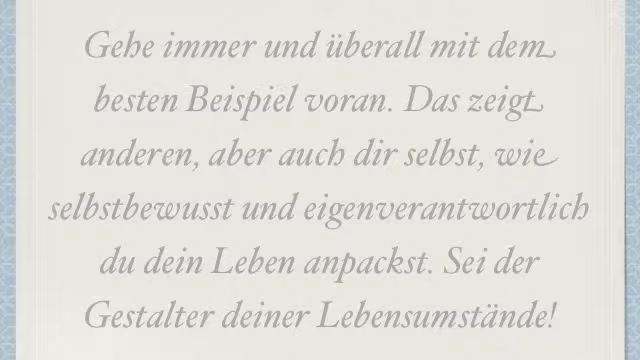 Gehe immer und überall mit dem
besten Beispiel voran. Das zeigt
anderen, aber auch dir selbst, wie
selbstbewusst und eigenverantwortlich
du dein Leben anpackst. Sei der
Gestalter deiner Lebensumstände!